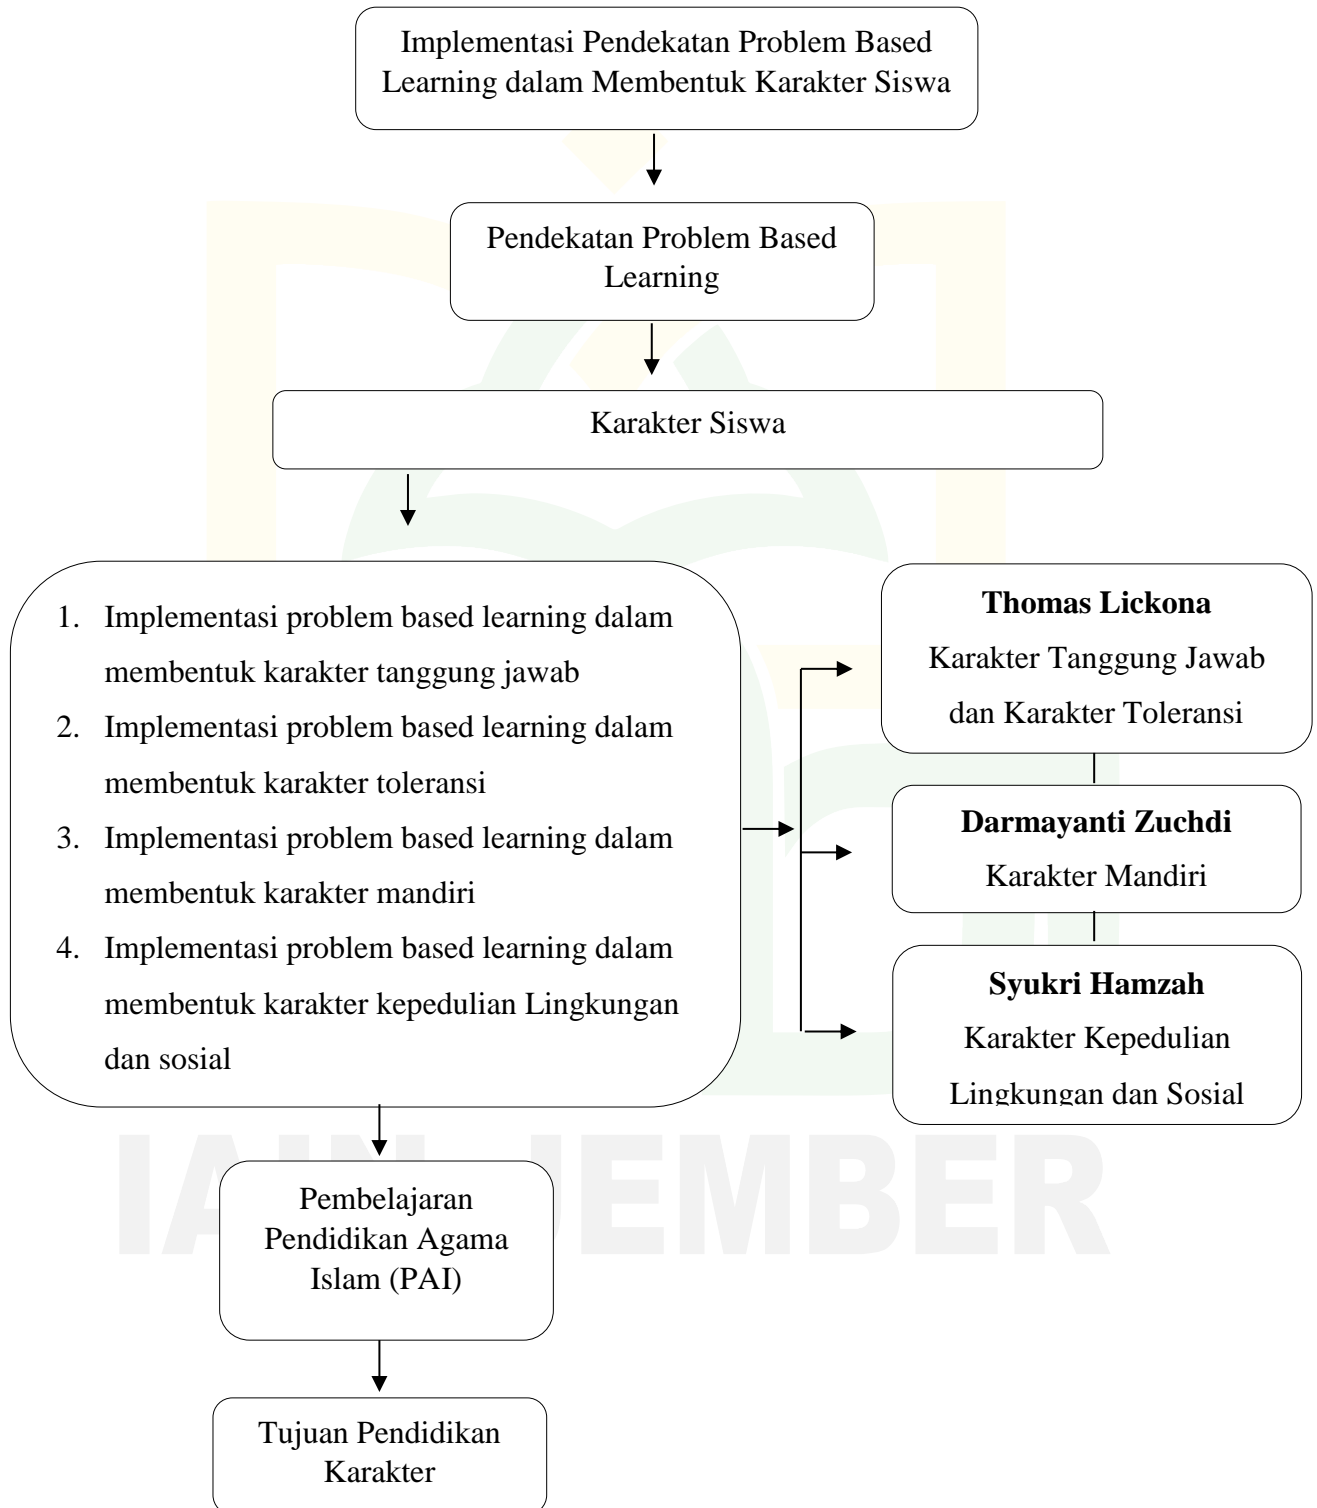 Implementasi Pendekatan Problem Based
Learning dalam Membentuk Karakter Siswa
Pendekatan Problem Based
Learning
Karakter Siswa
1. Implementasi problem based learning dalam
membentuk karakter tanggung jawab
2. Implementasi problem based learning dalam
membentuk karakter toleransi
3. Implementasi problem based learning dalam
membentuk karakter mandiri
4. Implementasi problem based learning dalam
membentuk karakter kepedulian Lingkungan
dan sosial
Thomas Lickona
Karakter Tanggung Jawab
dan Karakter Toleransi
Darmayanti Zuchdi
Karakter Mandiri
Syukri Hamzah
Karakter Kepedulian
Lingkungan dan Sosial
IAIN JEMBER
Pembelajaran
Pendidikan Agama
Islam (PAI)
Tujuan Pendidikan
Karakter